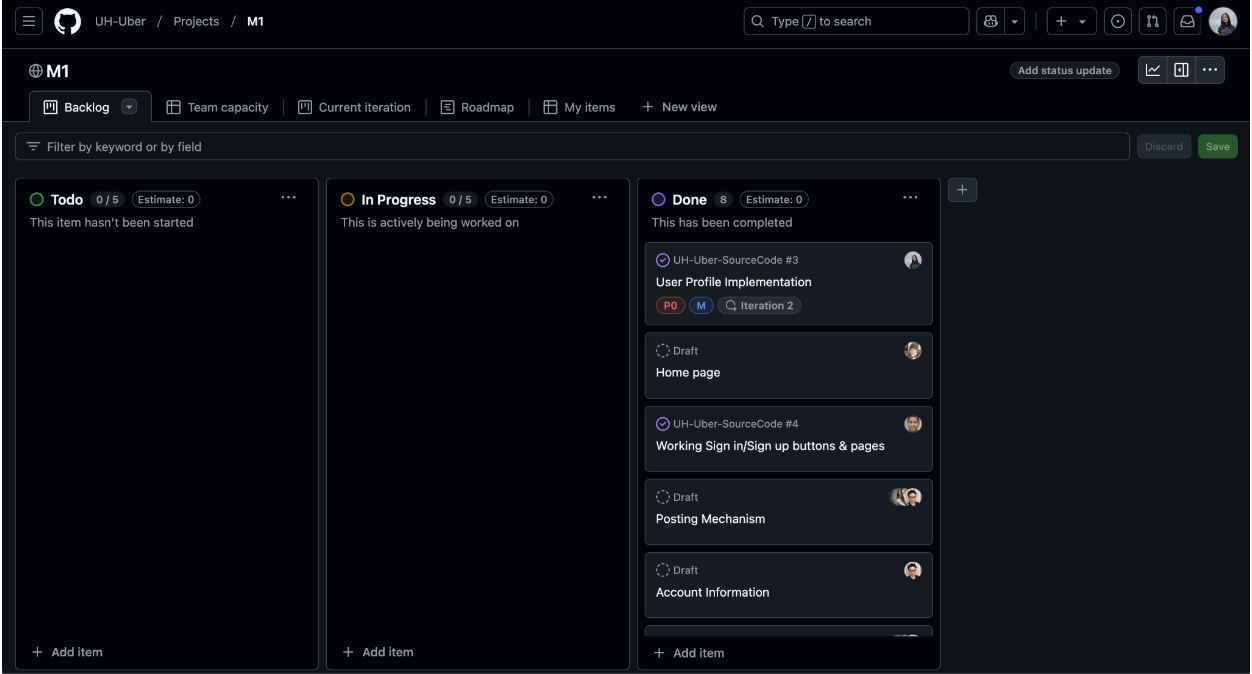 UH-Uber / Projects / M1
Type / to search
M1
Add status update
Backlog
Team capacity
Current iteration
Roadmap
My items
New view
Filter by keyword or by field
Discard
Save
Todo 0 / 5 Estimate: 0
This item hasn't been started
Add item
In Progress 0 / 5 Estimate: 0
This is actively being worked on
Add item
Done 8 Estimate: 0
This has been completed
UH-Uber-SourceCode #3
User Profile Implementation
P0 M Iteration 2
Draft
Home page
UH-Uber-SourceCode #4
Working Sign in/Sign up buttons & pages
Draft
Posting Mechanism
Draft
Account Information
Add item